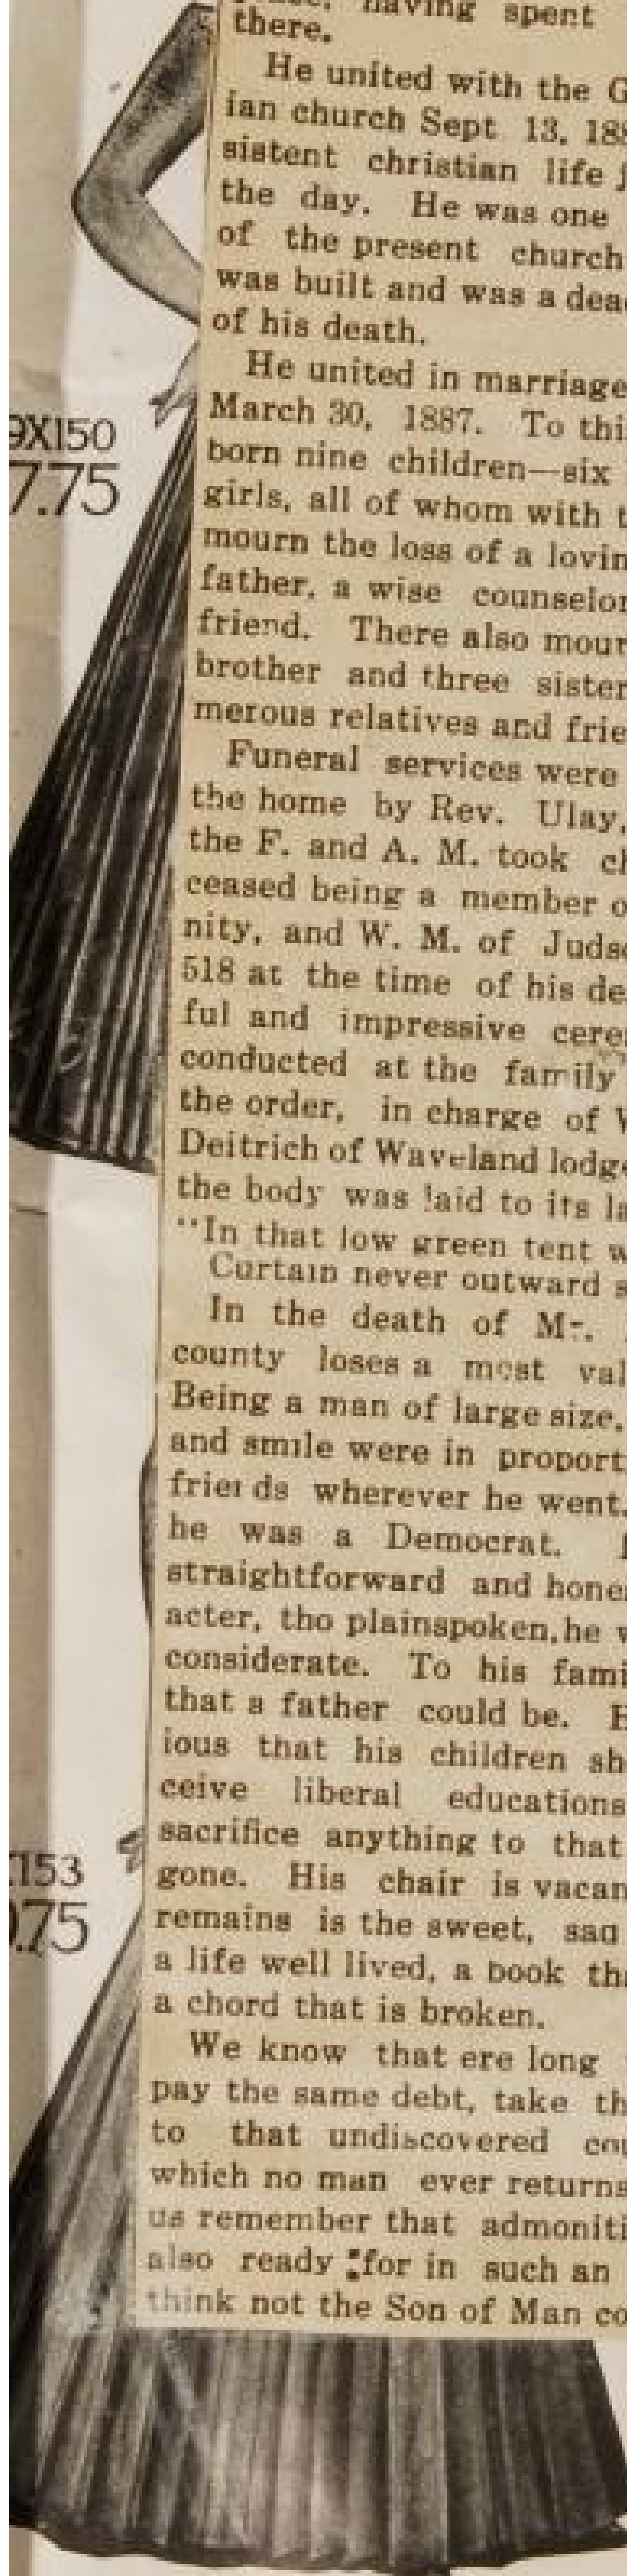 having spent
there.
He united with the G
ian church Sept. 13, 188
sistent christian life j
the day. He was one
of the present church
was built and was a dea
of his death.
He united in marriage
March 30, 1887. To thi
born nine children—six
girls, all of whom with t
mourn the loss of a lovin
father, a wise counselor
friend. There also mour
brother and three sister
merous relatives and frie
Funeral services were
the home by Rev. Ulay,
the F. and A. M. took ch
ceased being a member o
nity, and W. M. of Juds
518 at the time of his de
ful and impressive cere
conducted at the family
the order, in charge of W
Deitrich of Waveland lodge
the body was laid to its la
"In that low green tent w
Curtain never outward s
In the death of Mr.
county loses a most val
Being a man of large size,
and smile were in proport
friends wherever he went.
he was a Democrat.
straightforward and hones
acter, tho plainspoken, he w
considerate. To his fami
that a father could be. H
ious that his children sh
ceive liberal educations
sacrifice anything to that
gone. His chair is vacan
remains is the sweet, sad
a life well lived, a book tha
a chord that is broken.
We know that ere long
pay the same debt, take th
to that undiscovered cou
which no man ever returns
us remember that admoniti
also ready :for in such an
think not the Son of Man co
9X150
7.75
153
.75